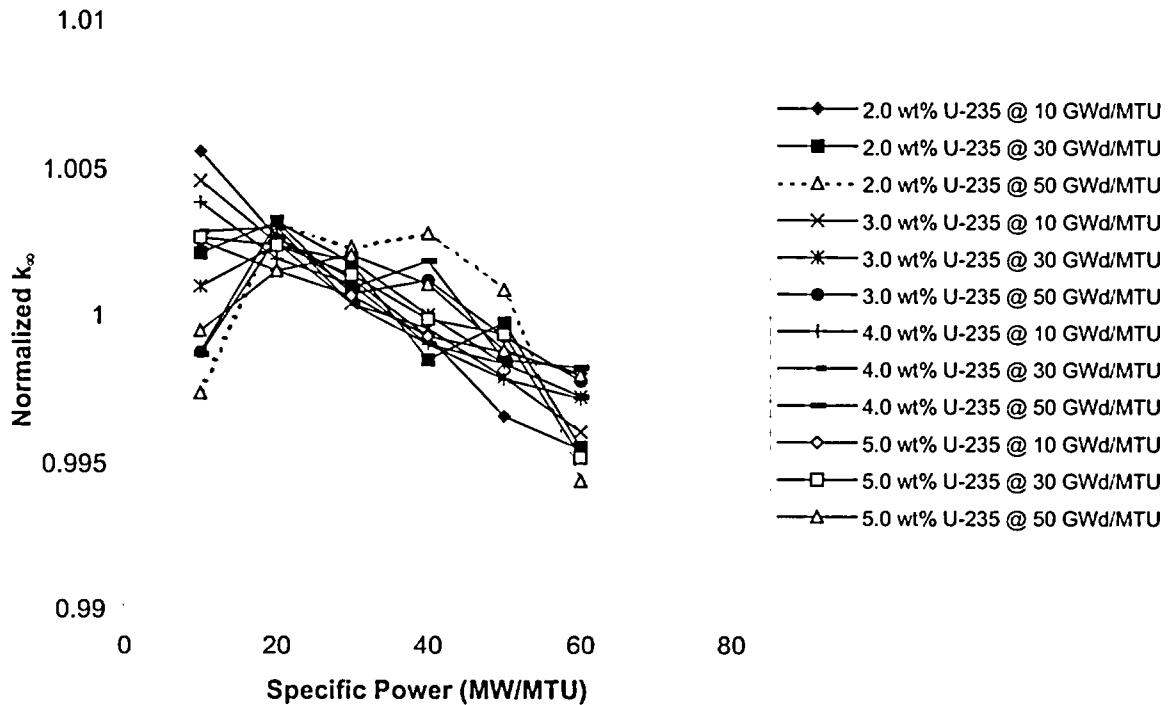 1.01
1.005
1
0.995
0.99
Normalized k∞
0
20
40
60
80
Specific Power (MW/MTU)
2.0 wt% U-235 @ 10 GWd/MTU
2.0 wt% U-235 @ 30 GWd/MTU
2.0 wt% U-235 @ 50 GWd/MTU
3.0 wt% U-235 @ 10 GWd/MTU
3.0 wt% U-235 @ 30 GWd/MTU
3.0 wt% U-235 @ 50 GWd/MTU
4.0 wt% U-235 @ 10 GWd/MTU
4.0 wt% U-235 @ 30 GWd/MTU
4.0 wt% U-235 @ 50 GWd/MTU
5.0 wt% U-235 @ 10 GWd/MTU
5.0 wt% U-235 @ 30 GWd/MTU
5.0 wt% U-235 @ 50 GWd/MTU